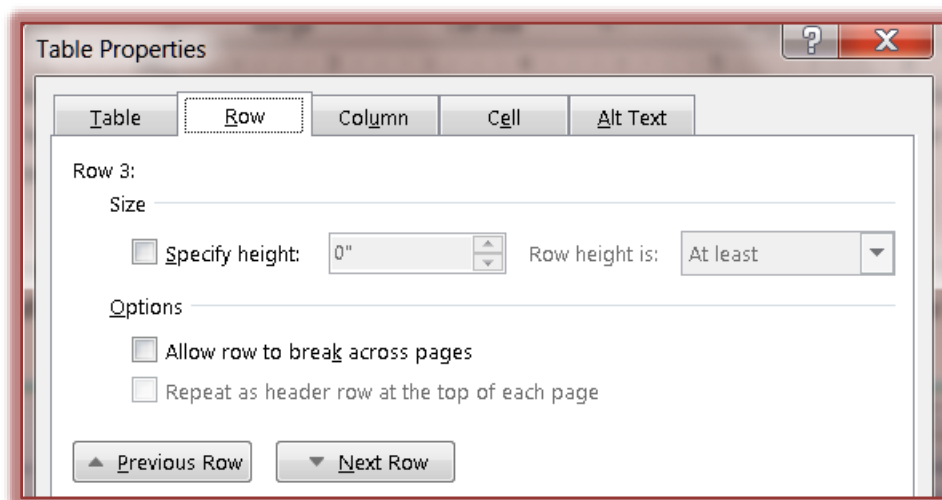 Table Properties
Table Row Column Cell Alt Text
Row 3:
Size
Specify height: 0" Row height is: At least
Options
Allow row to break across pages
Repeat as header row at the top of each page
Previous Row Next Row